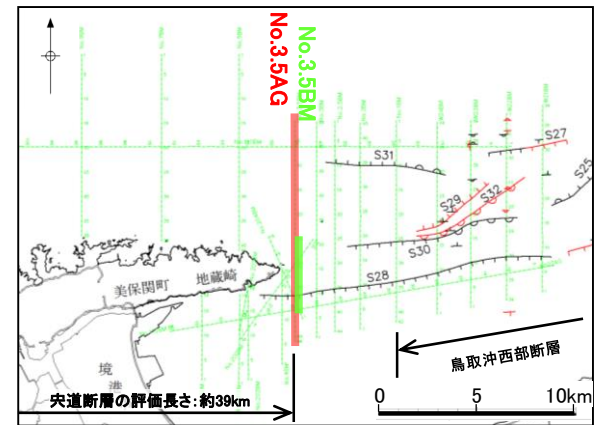 No.3.5AG
No.3.5BM
S27
S31
S25
S29
S32
S30
S28
美保関町
地蔵崎
境
港
鳥取沖西部断層
宍道断層の評価長さ:約39km
0 5 10km